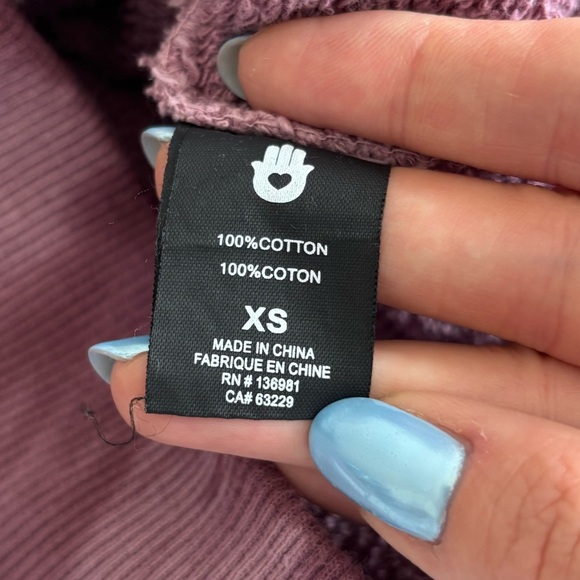 100%COTTON
100%COTON
XS
MADE IN CHINA
FABRIQUE EN CHINE
RN # 136981
CA# 63229